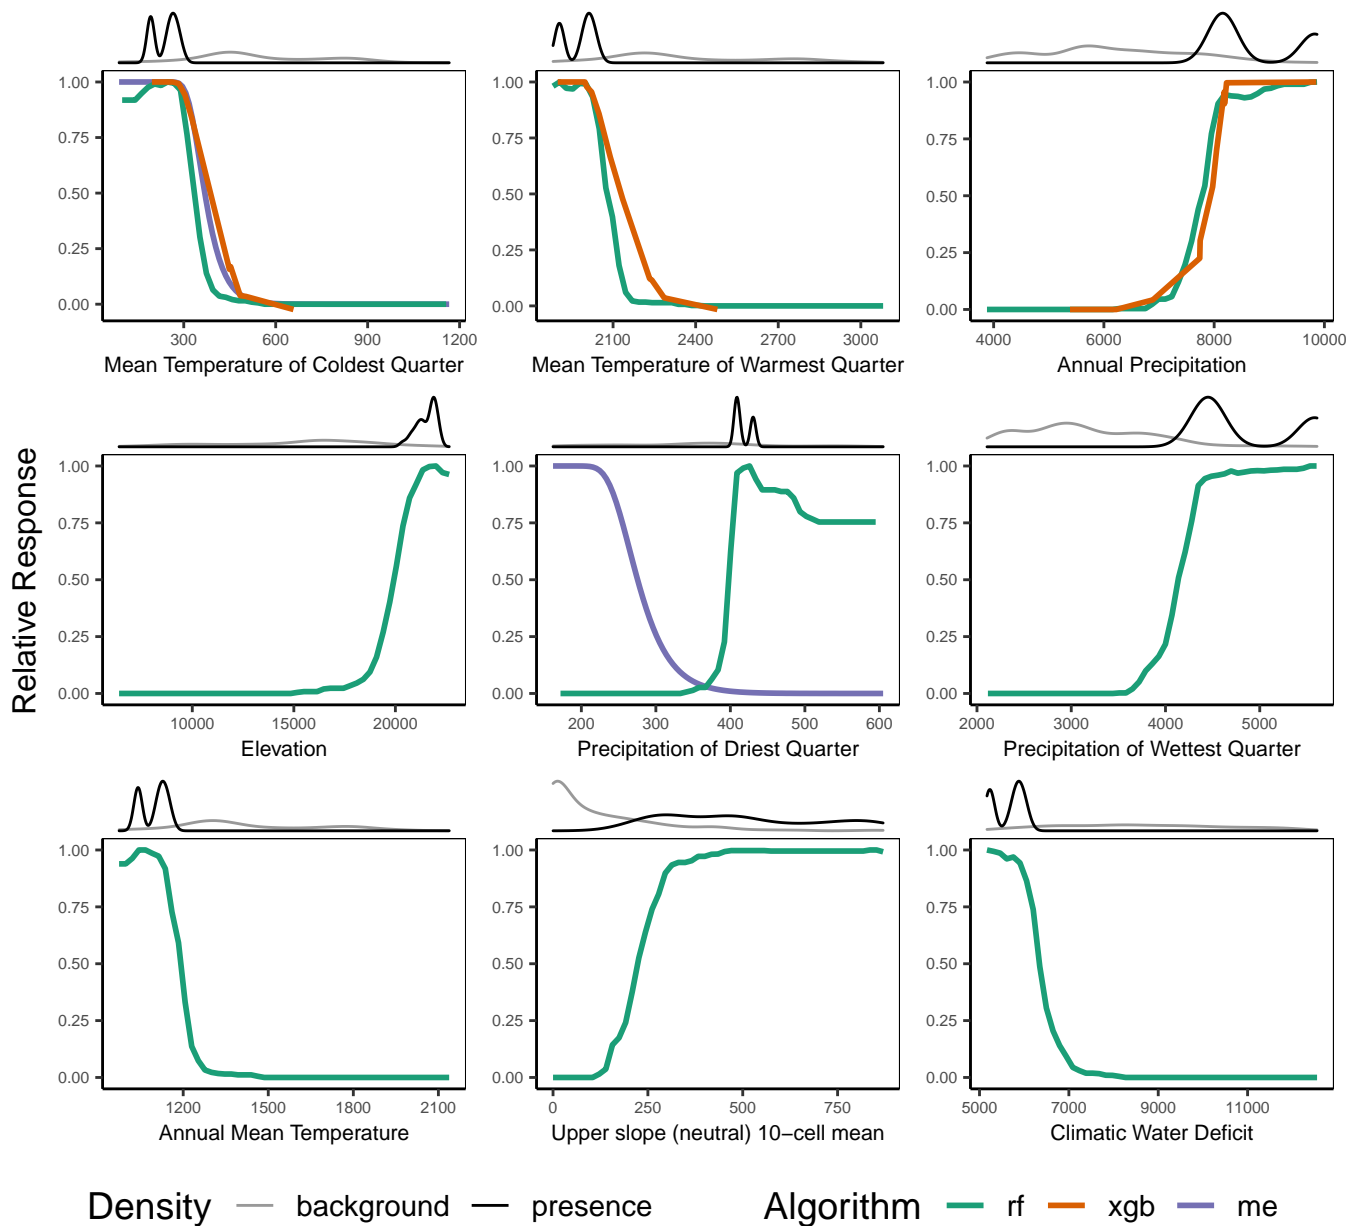 1.00
0.75
0.50
0.25
0.00
300 600 900 1200
Mean Temperature of Coldest Quarter
1.00
0.75
0.50
0.25
0.00
2100 2400 2700 3000
Mean Temperature of Warmest Quarter
1.00
0.75
0.50
0.25
0.00
4000 6000 8000 10000
Annual Precipitation
Relative Response
1.00
0.75
0.50
0.25
0.00
10000 15000 20000
Elevation
1.00
0.75
0.50
0.25
0.00
200 300 400 500 600
Precipitation of Driest Quarter
1.00
0.75
0.50
0.25
0.00
2000 3000 4000 5000
Precipitation of Wettest Quarter
1.00
0.75
0.50
0.25
0.00
1200 1500 1800 2100
Annual Mean Temperature
1.00
0.75
0.50
0.25
0.00
0 250 500 750
Upper slope (neutral) 10−cell mean
1.00
0.75
0.50
0.25
0.00
5000 7000 9000 11000
Climatic Water Deficit
Density background presence Algorithm rf xgb me